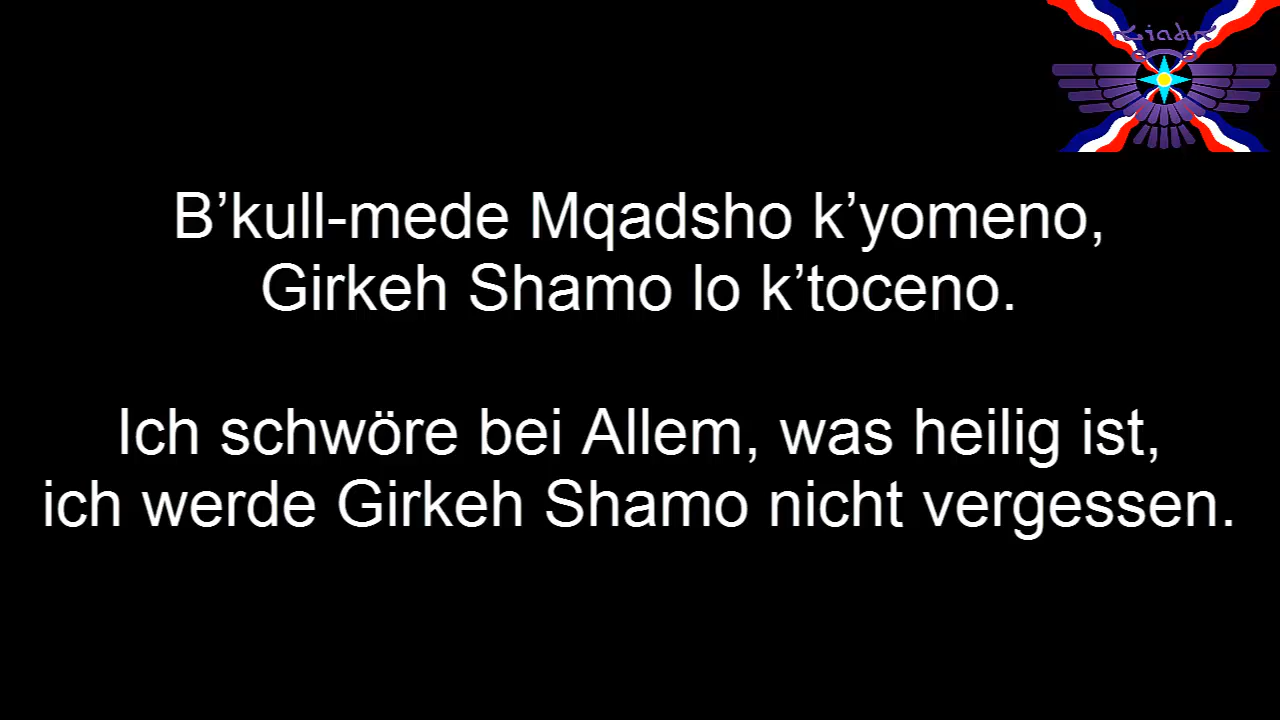 B’kull-mede Mqadsho k’yomeno,
Girkeh Shamo lo k’toceno.
Ich schwöre bei Allem, was heilig ist,
ich werde Girkeh Shamo nicht vergessen.